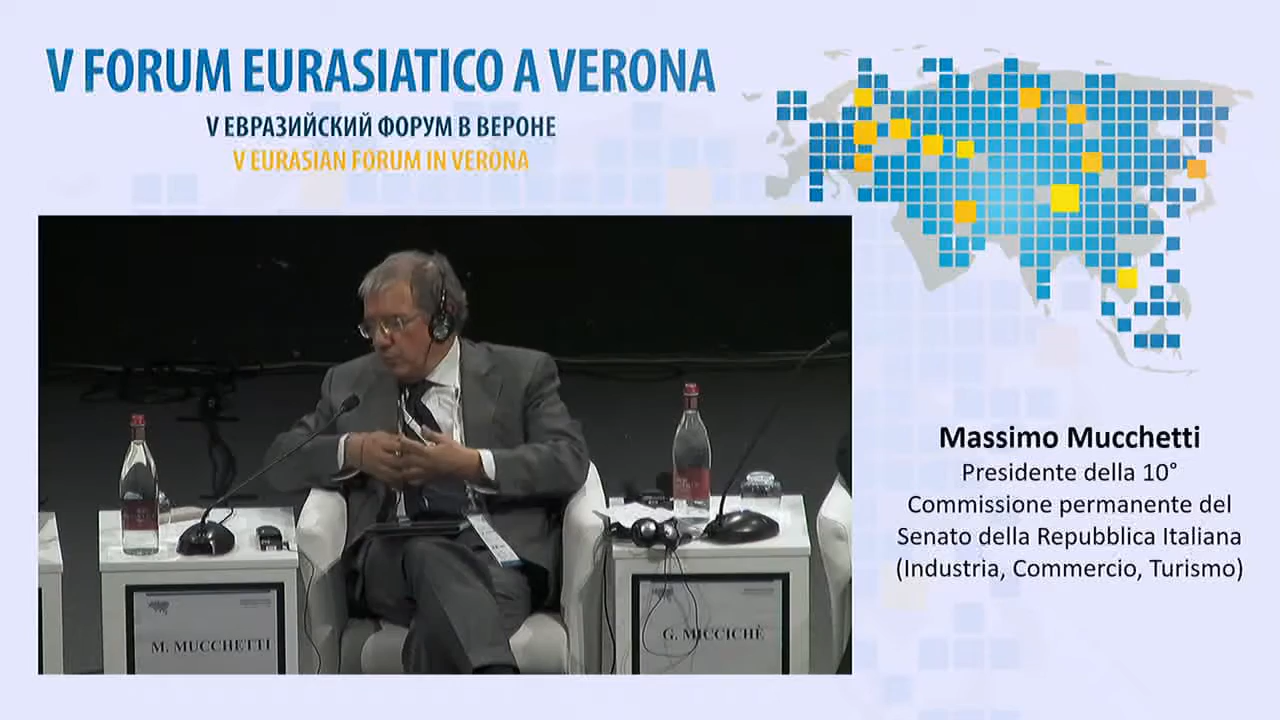 V FORUM EURASIATICO A VERONA
V ЕВРАЗИЙСКИЙ ФОРУМ В ВЕРОНЕ
V EURASIAN FORUM IN VERONA
Massimo Mucchetti
Presidente della 10°
Commissione permanente del
Senato della Repubblica Italiana
(Industria, Commercio, Turismo)
M. MUCCHETTI
G. MICCICHÈ